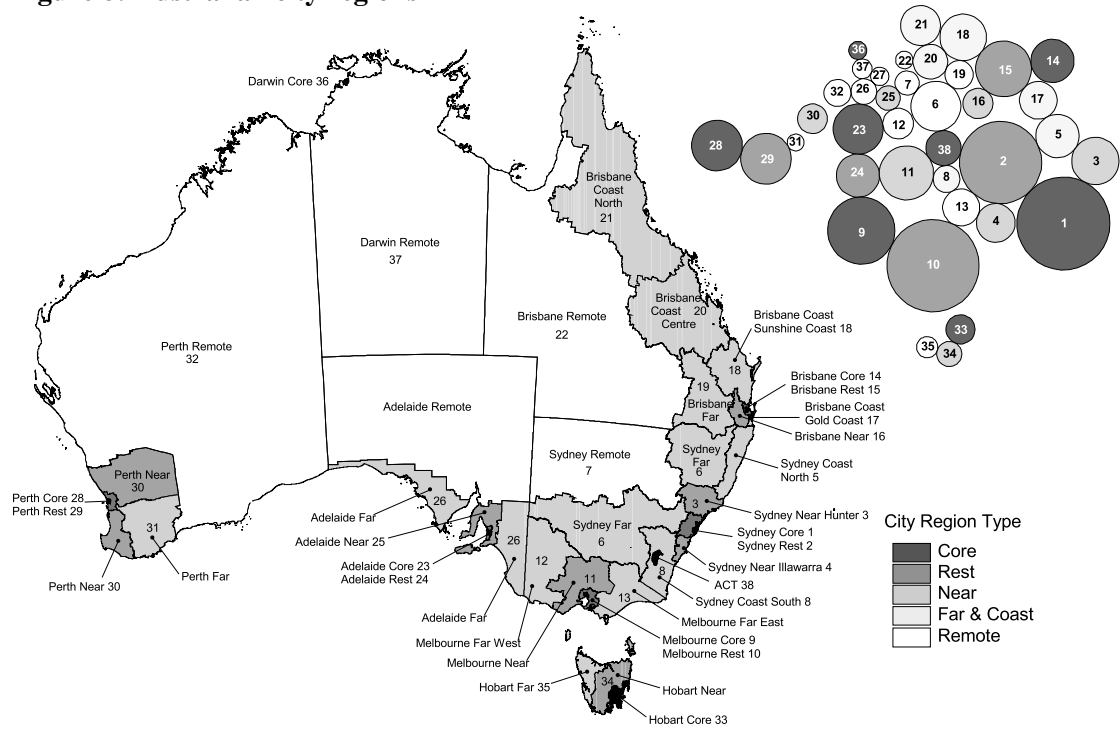 Darwin Core 36
Darwin Remote
37
Brisbane
Coast
North
21
Brisbane
Coast 20
Centre
Brisbane Remote
22
Brisbane Coast
Sunshine Coast 18
18
19
Brisbane
Far
Brisbane Core 14
Brisbane Rest 15
Brisbane Coast
Gold Coast 17
Brisbane Near 16
Perth Remote
32
Adelaide Remote
Sydney Remote
7
Sydney
Far
6
Sydney Coast
North 5
Perth Near
30
Perth Core 28
Perth Rest 29
31
Perth Near 30
Perth Far
26
Adelaide Far
Adelaide Near 25
Adelaide Core 23
Adelaide Rest 24
26
12
Adelaide Far
Melbourne Far West
Melbourne Near
11
Sydney Far
6
3
Sydney Near Hunter 3
Sydney Core 1
Sydney Rest 2
Sydney Near Illawarra 4
ACT 38
8
Sydney Coast South 8
13
Melbourne Far East
Melbourne Core 9
Melbourne Rest 10
Hobart Far 35
34
Hobart Near
Hobart Core 33
21
18
36
37
27
22
20
19
15
14
32
26
25
7
6
16
17
30
23
12
5
28
29
31
38
2
3
24
11
8
13
4
1
9
10
33
35
34
City Region Type
Core
Rest
Near
Far & Coast
Remote